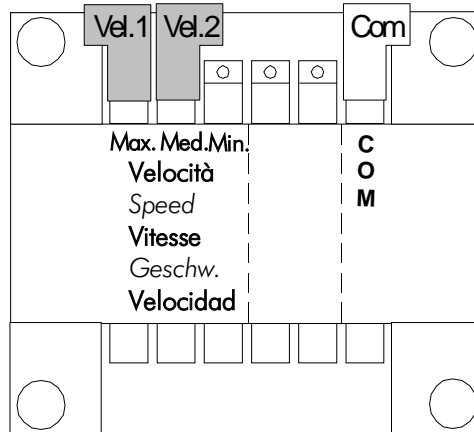 Vel.1 Vel.2 Com
Max. Med. Min.
Velocità
Speed
Vitesse
Geschw.
Velocidad
C
O
M